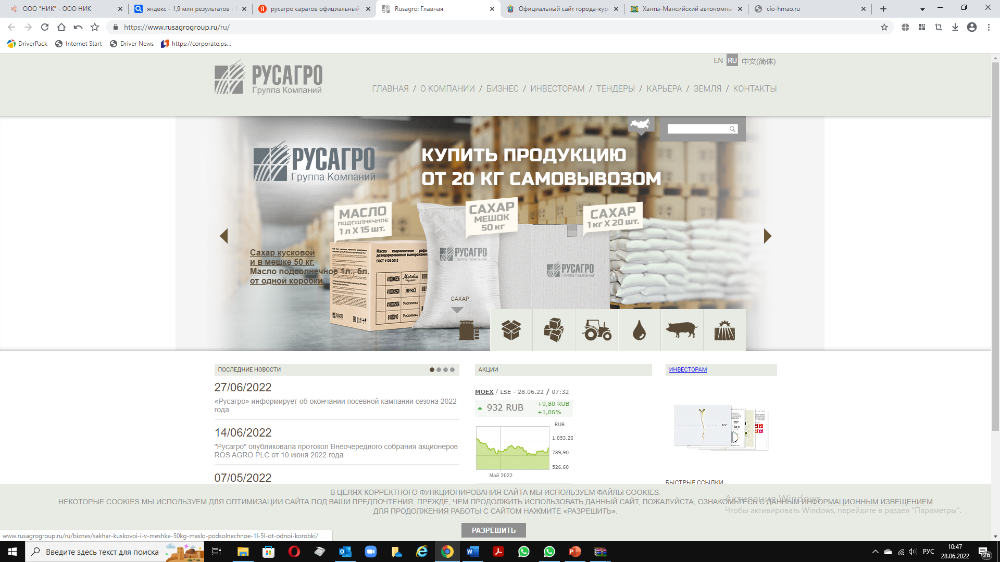 ООО "НИК" - ООО НИК
яндекс - 1,9 млн результатов -
русагро саратов официальный
Rusagro: Главная
Официальный сайт города-кур
Ханты-Мансийский автономны
cio-hmao.ru
https://www.rusagrogroup.ru/ru/
DriverPack
Internet Start
Driver News
https://corporate.ps...
EN RU 中文(简体)
РУСАГРО
Группа Компаний
ГЛАВНАЯ / О КОМПАНИИ / БИЗНЕС / ИНВЕСТОРАМ / ТЕНДЕРЫ / КАРЬЕРА / ЗЕМЛЯ / КОНТАКТЫ
РУСАГРО
Группа Компаний
КУПИТЬ ПРОДУКЦИЮ
ОТ 20 КГ САМОВЫВОЗОМ
МАСЛО
ПОДСОЛНЕЧНОЕ
1 л X 15 шт.
САХАР
МЕШОК
50 кг
САХАР
1 кг X 20 шт.
Сахар кусковой
и в мешке 50 кг.
Масло подсолнечное 1л., 5л.
от одной коробки
Масло подсолнечное
дезодорированное вымороженно
ГОСТ 1129-2013
4100000536 Мечта
4100002929 ЯРКО
4100002934 Россиянка
61080010 Россиянка
РУСАГРО
РУСАГРО
Группа Компаний
РУСАГРО
Группа Компаний
САХАР
ПОСЛЕДНИЕ НОВОСТИ
27/06/2022
«Русагро» информирует об окончании посевной кампании сезона 2022
года
14/06/2022
"Русагро" опубликовала протокол Внеочередного собрания акционеров
ROS AGRO PLC от 10 июня 2022 года
07/05/2022
АКЦИИ
MOEX / LSE - 28.06.22 / 07:32
932 RUB
+9,80 RUB
+1,06%
RUB
1.053,20
789,90
526,60
Май 2022
ИНВЕСТОРАМ
БЫСТРЫЕ ССЫЛКИ
В ЦЕЛЯХ КОРРЕКТНОГО ФУНКЦИОНИРОВАНИЯ САЙТА МЫ ИСПОЛЬЗУЕМ ФАЙЛЫ COOKIES.
НЕКОТОРЫЕ COOKIES МЫ ИСПОЛЬЗУЕМ ДЛЯ ОПТИМИЗАЦИИ САЙТА ПОД ВАШИ ПРЕДПОЧТЕНИЯ. ПРЕЖДЕ, ЧЕМ ПРОДОЛЖИТЬ ИСПОЛЬЗОВАТЬ ДАННЫЙ САЙТ, ПОЖАЛУЙСТА, ОЗНАКОМЬТЕСЬ С ДАННЫМ ИНФОРМАЦИОННЫМ ИЗВЕЩЕНИЕМ
ДЛЯ ПРОДОЛЖЕНИЯ РАБОТЫ С САЙТОМ НАЖМИТЕ «РАЗРЕШИТЬ».
РАЗРЕШИТЬ
Активация Windows
Чтобы активировать Windows, перейдите в раздел "Параметры".
www.rusagrogroup.ru/ru/biznes/sakhar-kuskovoi-i-v-meshke-50kg-maslo-podsolnechnoe-1l-5l-ot-odnoi-korobki/
Введите здесь текст для поиска
РУС
10:47
28.06.2022
26